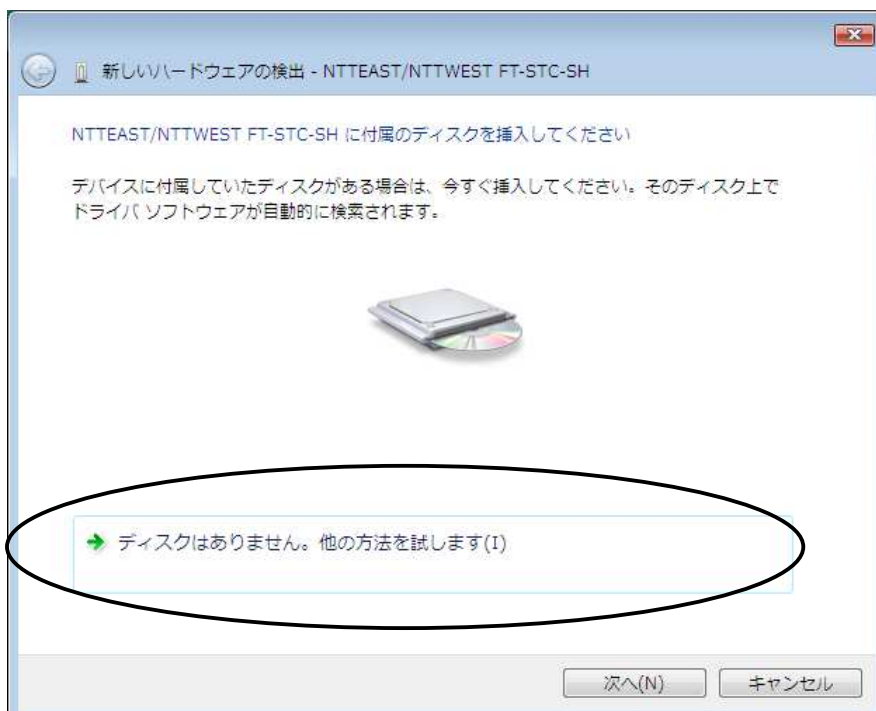 新しいハードウェアの検出 - NTTEAST/NTTWEST FT-STC-SH
NTTEAST/NTTWEST FT-STC-SH に付属のディスクを挿入してください
デバイスに付属していたディスクがある場合は、今すぐ挿入してください。そのディスク上で
ドライバ ソフトウェアが自動的に検索されます。
ディスクはありません。他の方法を試します(I)
次へ(N) キャンセル